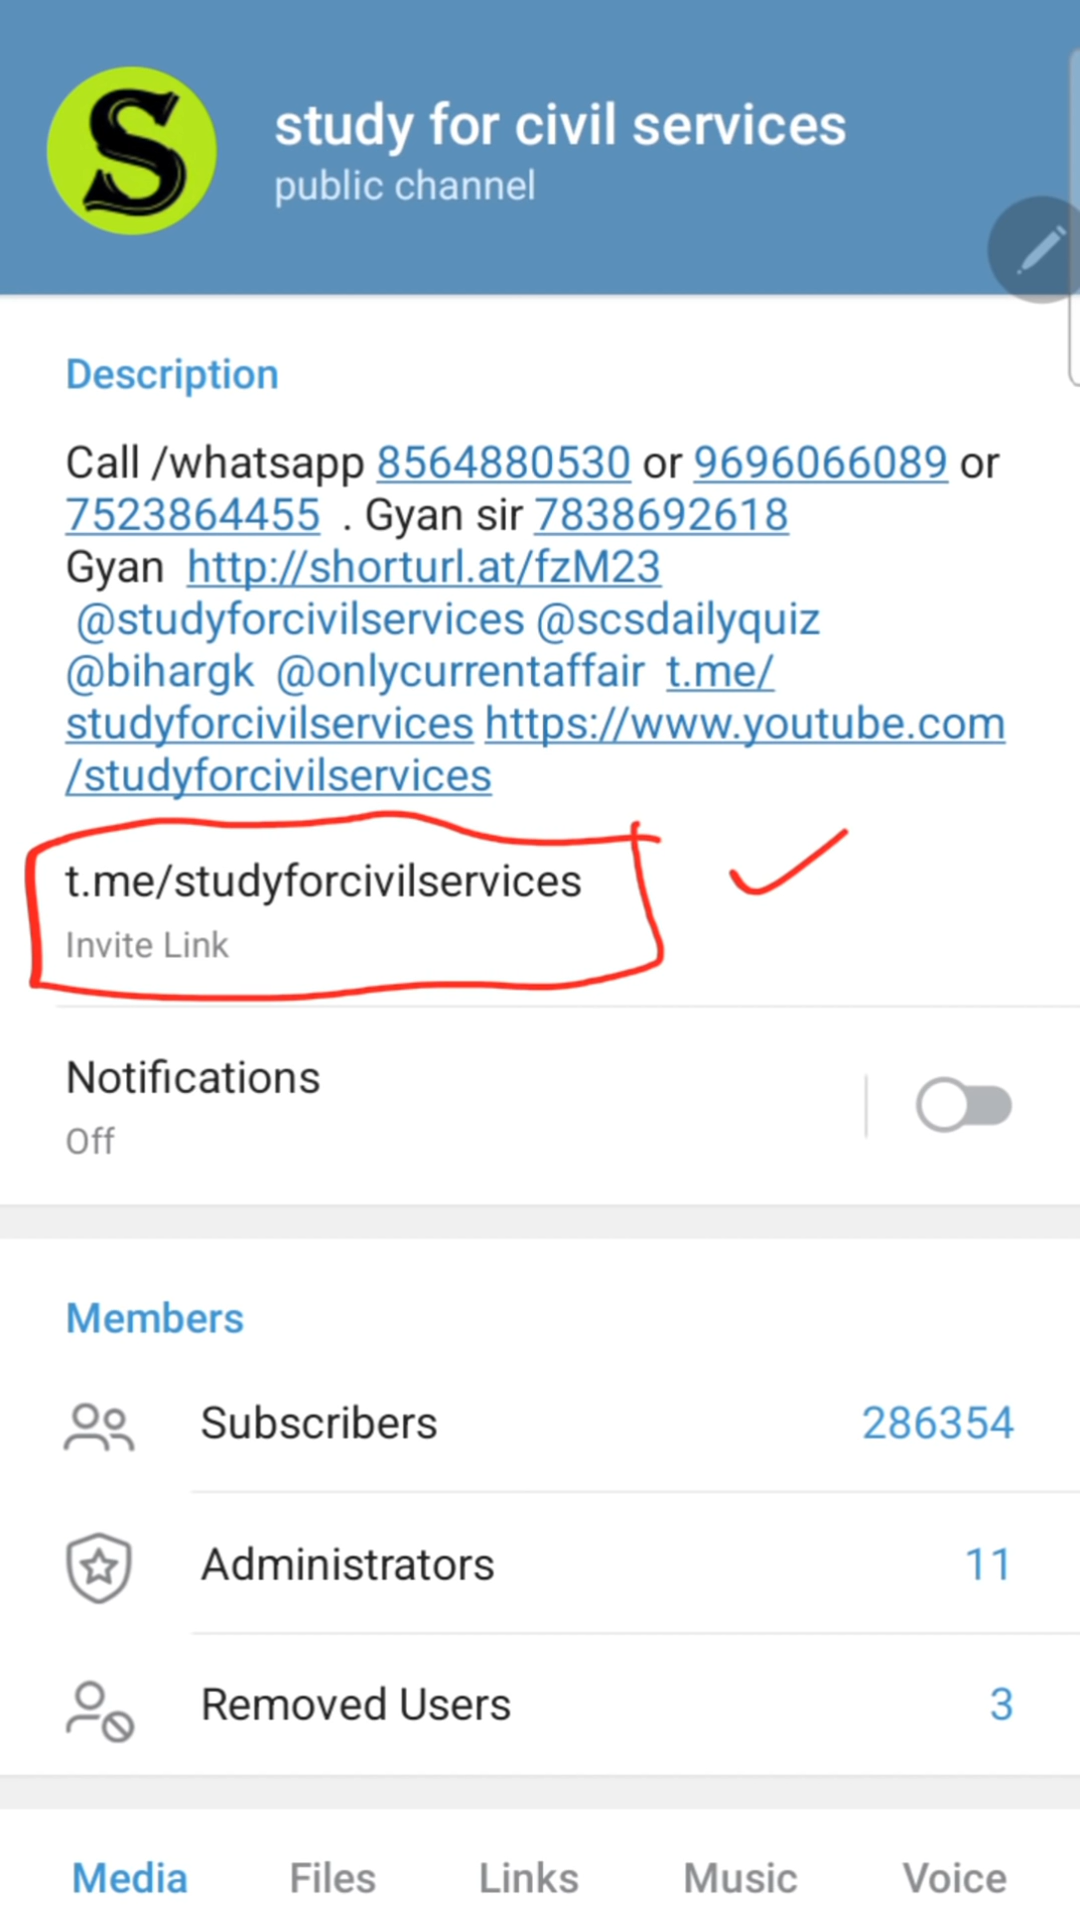 S
study for civil services
public channel
Description
Call /whatsapp 8564880530 or 9696066089 or
7523864455 . Gyan sir 7838692618
Gyan http://shorturl.at/fzM23
@studyforcivilservices @scsdailyquiz
@bihargk @onlycurrentaffair t.me/
studyforcivilservices https://www.youtube.com
/studyforcivilservices
t.me/studyforcivilservices
Invite Link
Notifications
Off
Members
Subscribers 286354
Administrators 11
Removed Users 3
Media Files Links Music Voice